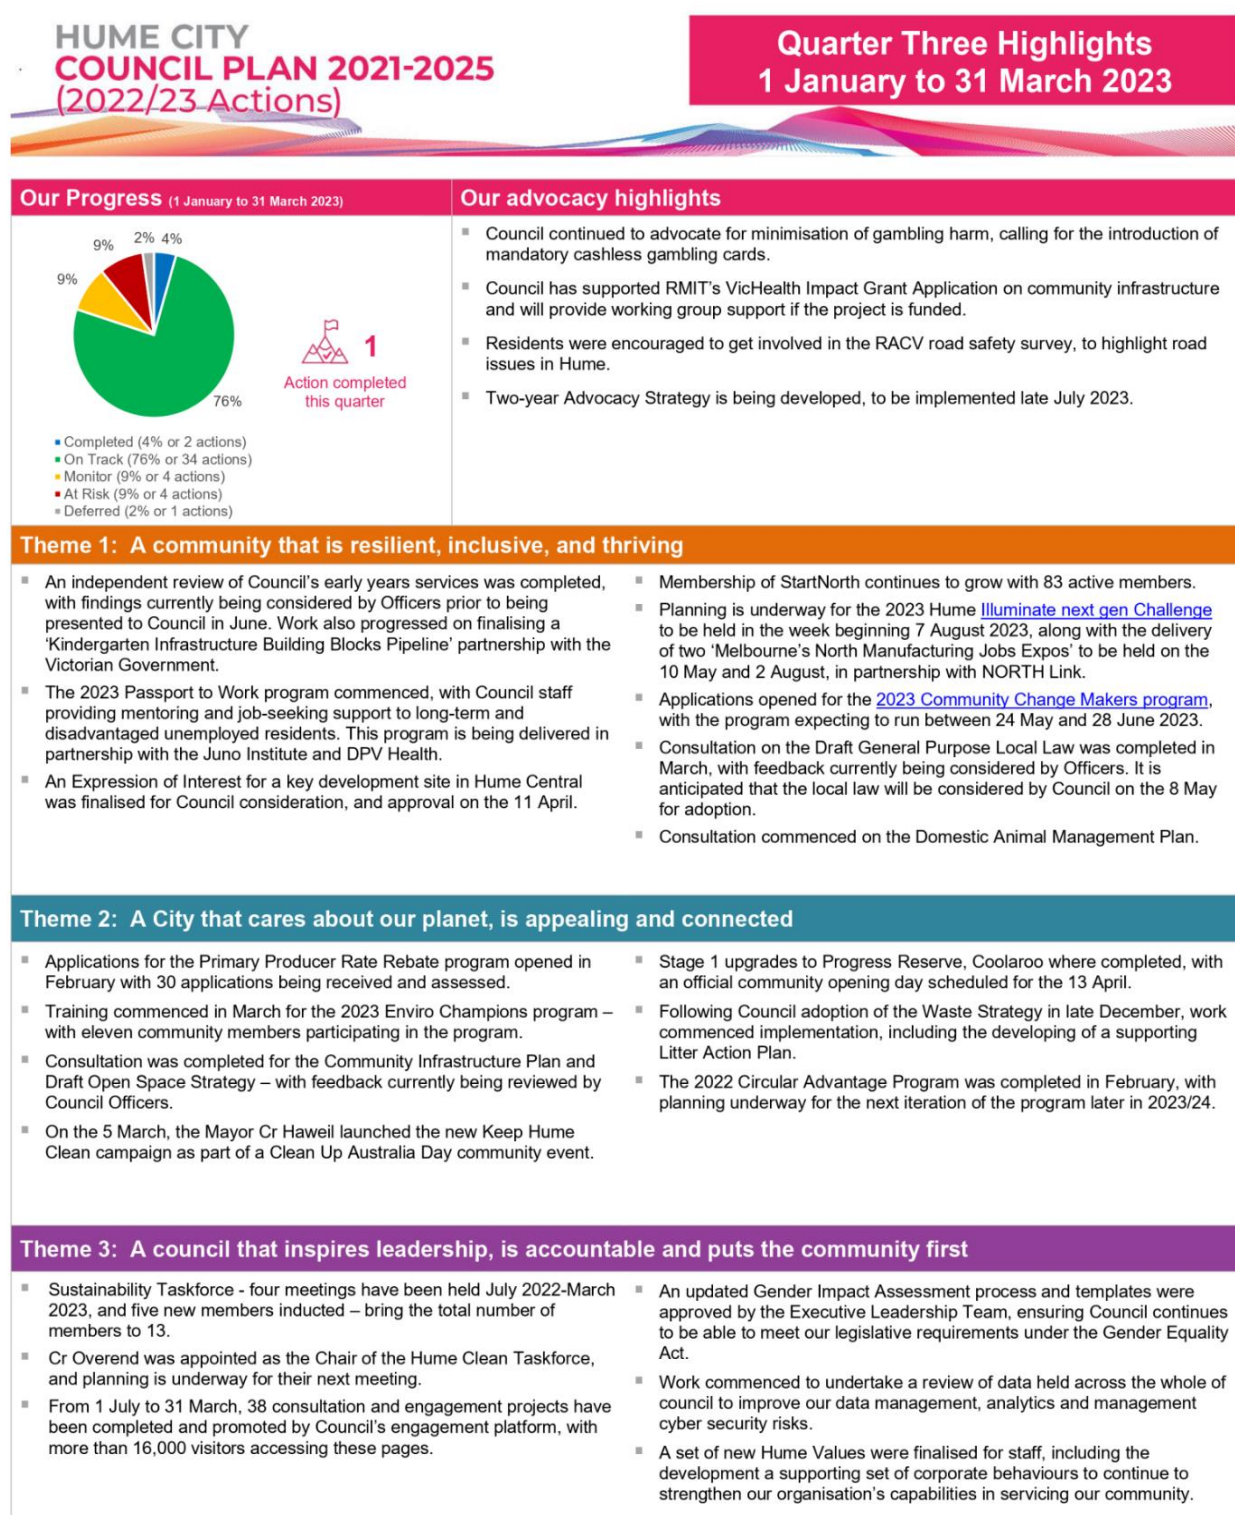 HUME CITY
COUNCIL PLAN 2021-2025
(2022/23 Actions)
Quarter Three Highlights
1 January to 31 March 2023
Our Progress (1 January to 31 March 2023)
9%
2%
4%
9%
76%
1
Action completed
this quarter
Completed (4% or 2 actions)
On Track (76% or 34 actions)
Monitor (9% or 4 actions)
At Risk (9% or 4 actions)
Deferred (2% or 1 actions)
Our advocacy highlights
Council continued to advocate for minimisation of gambling harm, calling for the introduction of
mandatory cashless gambling cards.
Council has supported RMIT's VicHealth Impact Grant Application on community infrastructure
and will provide working group support if the project is funded.
Residents were encouraged to get involved in the RACV road safety survey, to highlight road
issues in Hume.
Two-year Advocacy Strategy is being developed, to be implemented late July 2023.
Theme 1: A community that is resilient, inclusive, and thriving
An independent review of Council's early years services was completed,
with findings currently being considered by Officers prior to being
presented to Council in June. Work also progressed on finalising a
'Kindergarten Infrastructure Building Blocks Pipeline' partnership with the
Victorian Government.
The 2023 Passport to Work program commenced, with Council staff
providing mentoring and job-seeking support to long-term and
disadvantaged unemployed residents. This program is being delivered in
partnership with the Juno Institute and DPV Health.
An Expression of Interest for a key development site in Hume Central
was finalised for Council consideration, and approval on the 11 April.
Membership of StartNorth continues to grow with 83 active members.
Planning is underway for the 2023 Hume Illuminate next gen Challenge
to be held in the week beginning 7 August 2023, along with the delivery
of two 'Melbourne's North Manufacturing Jobs Expos' to be held on the
10 May and 2 August, in partnership with NORTH Link.
Applications opened for the 2023 Community Change Makers program,
with the program expecting to run between 24 May and 28 June 2023.
Consultation on the Draft General Purpose Local Law was completed in
March, with feedback currently being considered by Officers. It is
anticipated that the local law will be considered by Council on the 8 May
for adoption.
Consultation commenced on the Domestic Animal Management Plan.
Theme 2: A City that cares about our planet, is appealing and connected
Applications for the Primary Producer Rate Rebate program opened in
February with 30 applications being received and assessed.
Training commenced in March for the 2023 Enviro Champions program –
with eleven community members participating in the program.
Consultation was completed for the Community Infrastructure Plan and
Draft Open Space Strategy – with feedback currently being reviewed by
Council Officers.
On the 5 March, the Mayor Cr Haweil launched the new Keep Hume
Clean campaign as part of a Clean Up Australia Day community event.
Stage 1 upgrades to Progress Reserve, Coolaroo where completed, with
an official community opening day scheduled for the 13 April.
Following Council adoption of the Waste Strategy in late December, work
commenced implementation, including the developing of a supporting
Litter Action Plan.
The 2022 Circular Advantage Program was completed in February, with
planning underway for the next iteration of the program later in 2023/24.
Theme 3: A council that inspires leadership, is accountable and puts the community first
Sustainability Taskforce - four meetings have been held July 2022-March
2023, and five new members inducted – bring the total number of
members to 13.
Cr Overend was appointed as the Chair of the Hume Clean Taskforce,
and planning is underway for their next meeting.
From 1 July to 31 March, 38 consultation and engagement projects have
been completed and promoted by Council's engagement platform, with
more than 16,000 visitors accessing these pages.
An updated Gender Impact Assessment process and templates were
approved by the Executive Leadership Team, ensuring Council continues
to be able to meet our legislative requirements under the Gender Equality
Act.
Work commenced to undertake a review of data held across the whole of
council to improve our data management, analytics and management
cyber security risks.
A set of new Hume Values were finalised for staff, including the
development a supporting set of corporate behaviours to continue to
strengthen our organisation's capabilities in servicing our community.